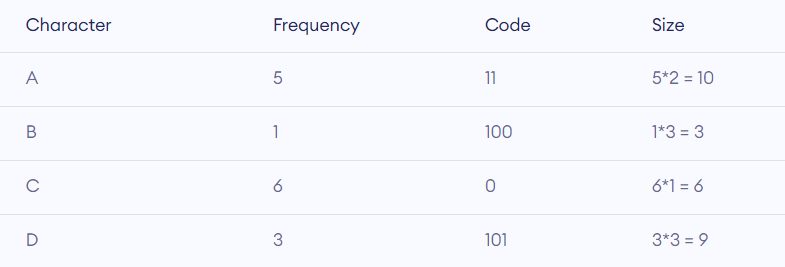 Character Frequency Code Size
A 5 11 5*2 = 10
B 1 100 1*3 = 3
C 6 0 6*1 = 6
D 3 101 3*3 = 9